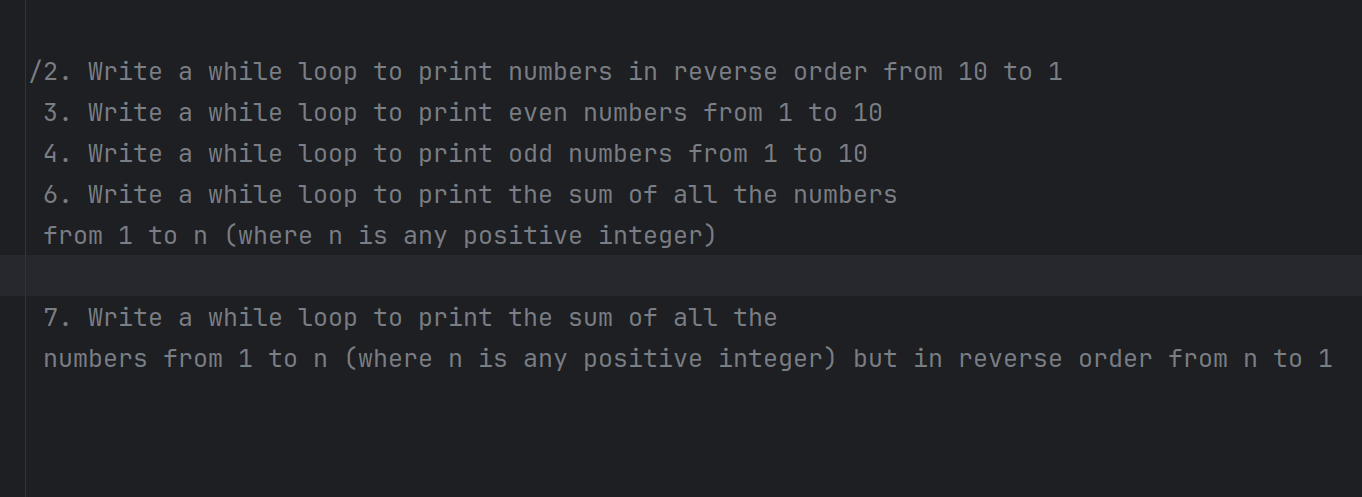 /2. Write a while loop to print numbers in reverse order from 10 to 1
3. Write a while loop to print even numbers from 1 to 10
4. Write a while loop to print odd numbers from 1 to 10
6. Write a while loop to print the sum of all the numbers
from 1 to n (where n is any positive integer)
7. Write a while loop to print the sum of all the
numbers from 1 to n (where n is any positive integer) but in reverse order from n to 1